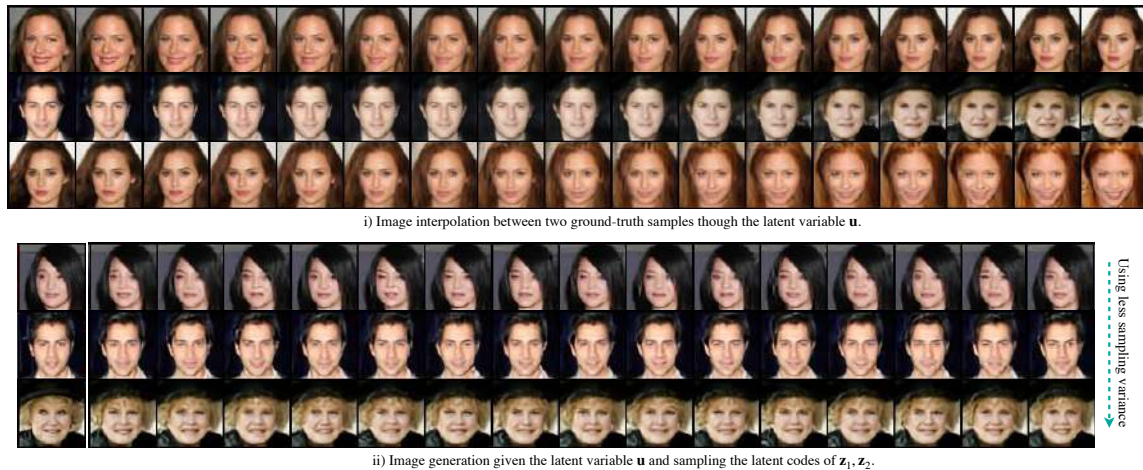 i) Image interpolation between two ground-truth samples though the latent variable u.
Using less sampling variance
ii) Image generation given the latent variable u and sampling the latent codes of z₁, z₂.